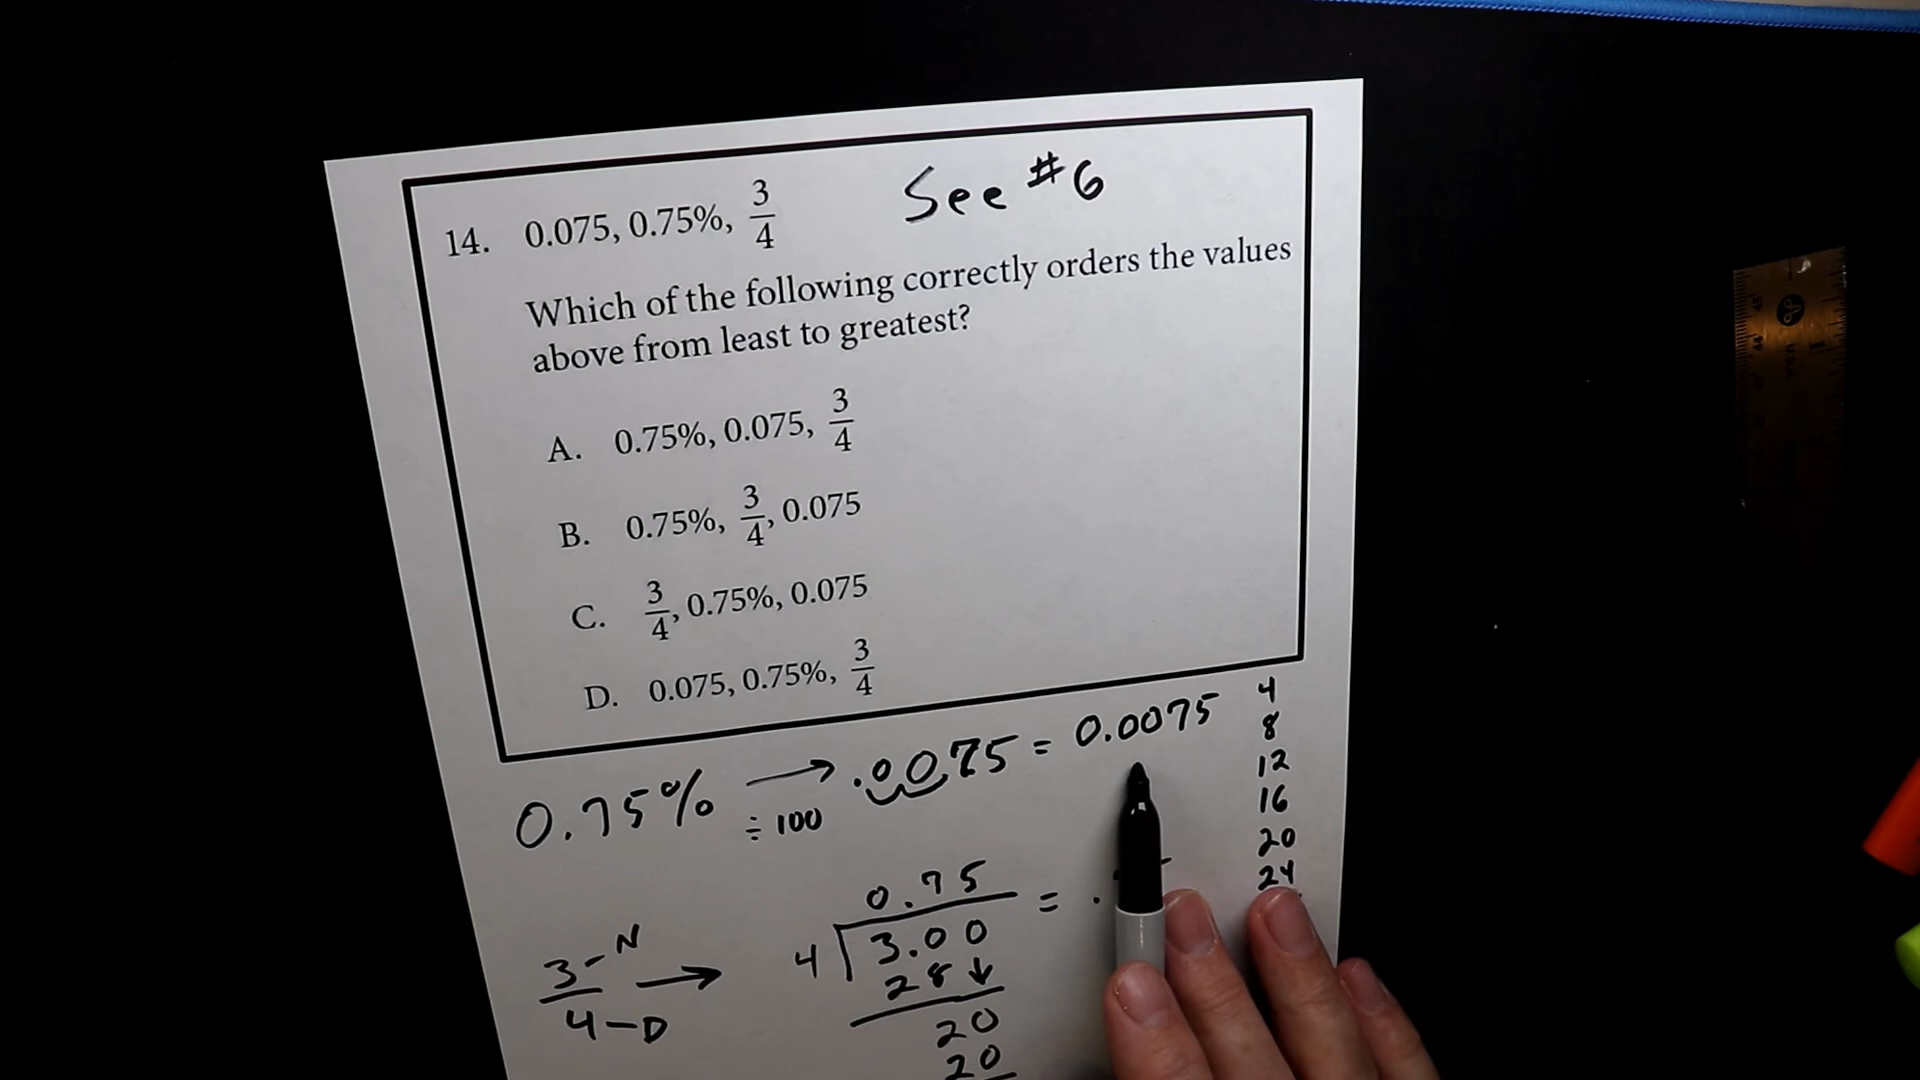 See #6
14. 0.075, 0.75%, 3/4
Which of the following correctly orders the values
above from least to greatest?
A. 0.75%, 0.075, 3/4
B. 0.75%, 3/4, 0.075
C. 3/4, 0.75%, 0.075
D. 0.075, 0.75%, 3/4
0.75% → .0075 = 0.0075
÷ 100
4
8
12
16
20
24
0.75 =
4 3.00
28↓
20
20
3 - N →
4 - D